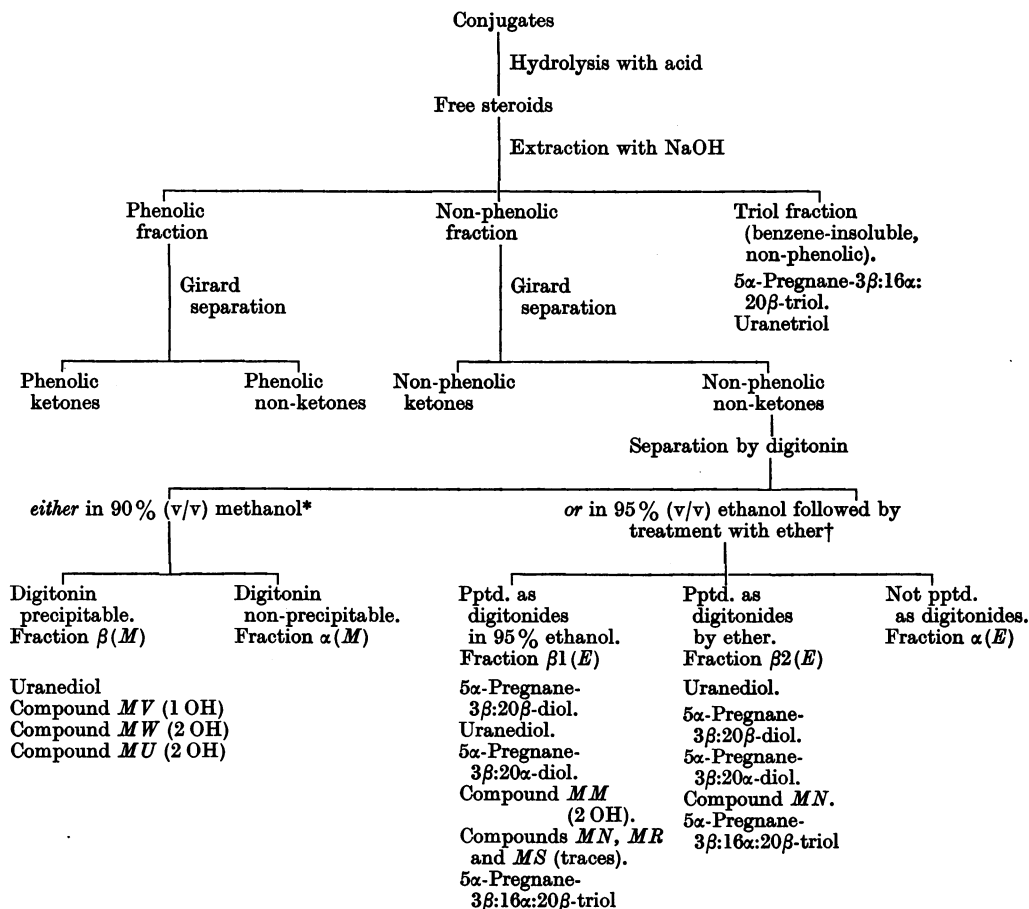 Conjugates
Hydrolysis with acid
Free steroids
Extraction with NaOH
Phenolic
fraction
Non-phenolic
fraction
Triol fraction
(benzene-insoluble,
non-phenolic).
5α-Pregnane-3β:16α:
20β-triol.
Uranetriol
Girard
separation
Girard
separation
Phenolic
ketones
Phenolic
non-ketones
Non-phenolic
ketones
Non-phenolic
non-ketones
Separation by digitonin
either in 90% (v/v) methanol*
or in 95% (v/v) ethanol followed by
treatment with ether†
Digitonin
precipitable.
Fraction β(M)
Uranediol
Compound MV (1 OH)
Compound MW (2 OH)
Compound MU (2 OH)
Digitonin
non-precipitable.
Fraction α(M)
Pptd. as
digitonides
in 95% ethanol.
Fraction β1(E)
5α-Pregnane-
3β:20β-diol.
Uranediol.
5α-Pregnane-
3β:20α-diol.
Compound MM
(2 OH).
Compounds MN, MR
and MS (traces).
5α-Pregnane-
3β:16α:20β-triol
Pptd. as
digitonides
by ether.
Fraction β2(E)
Uranediol.
5α-Pregnane-
3β:20β-diol.
5α-Pregnane-
3β:20α-diol.
Compound MN.
5α-Pregnane-
3β:16α:20β-triol
Not pptd.
as digitonides.
Fraction α(E)